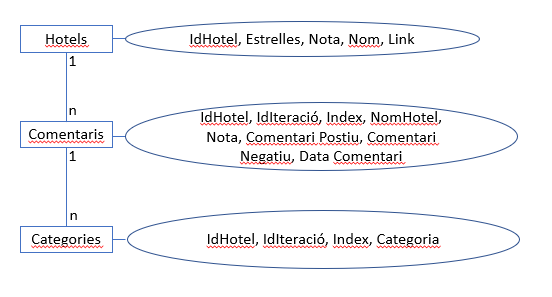 Hotels
IdHotel, Estrelles, Nota, Nom, Link
1
n
Comentaris
IdHotel, IdIteració, Index, NomHotel,
Nota, Comentari Postiu, Comentari
Negatiu, Data Comentari
1
n
Categories
IdHotel, IdIteració, Index, Categoria